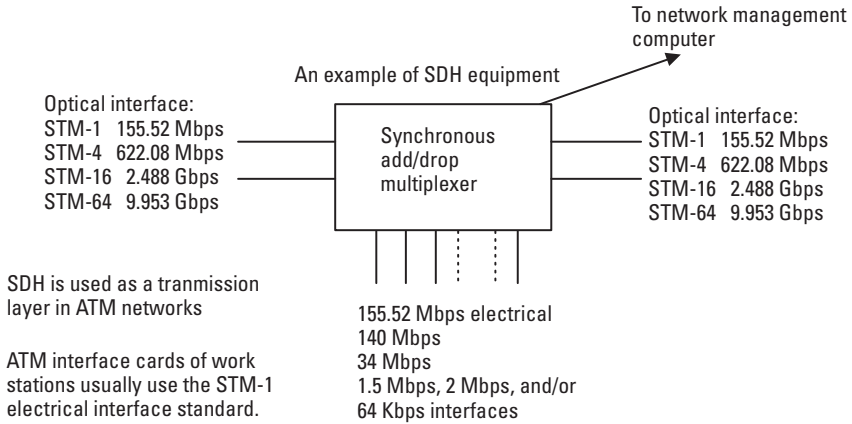 To network management
computer
An example of SDH equipment
Optical interface:
STM-1 155.52 Mbps
STM-4 622.08 Mbps
STM-16 2.488 Gbps
STM-64 9.953 Gbps
Synchronous
add/drop
multiplexer
Optical interface:
STM-1 155.52 Mbps
STM-4 622.08 Mbps
STM-16 2.488 Gbps
STM-64 9.953 Gbps
SDH is used as a tranmission
layer in ATM networks
ATM interface cards of work
stations usually use the STM-1
electrical interface standard.
155.52 Mbps electrical
140 Mbps
34 Mbps
1.5 Mbps, 2 Mbps, and/or
64 Kbps interfaces